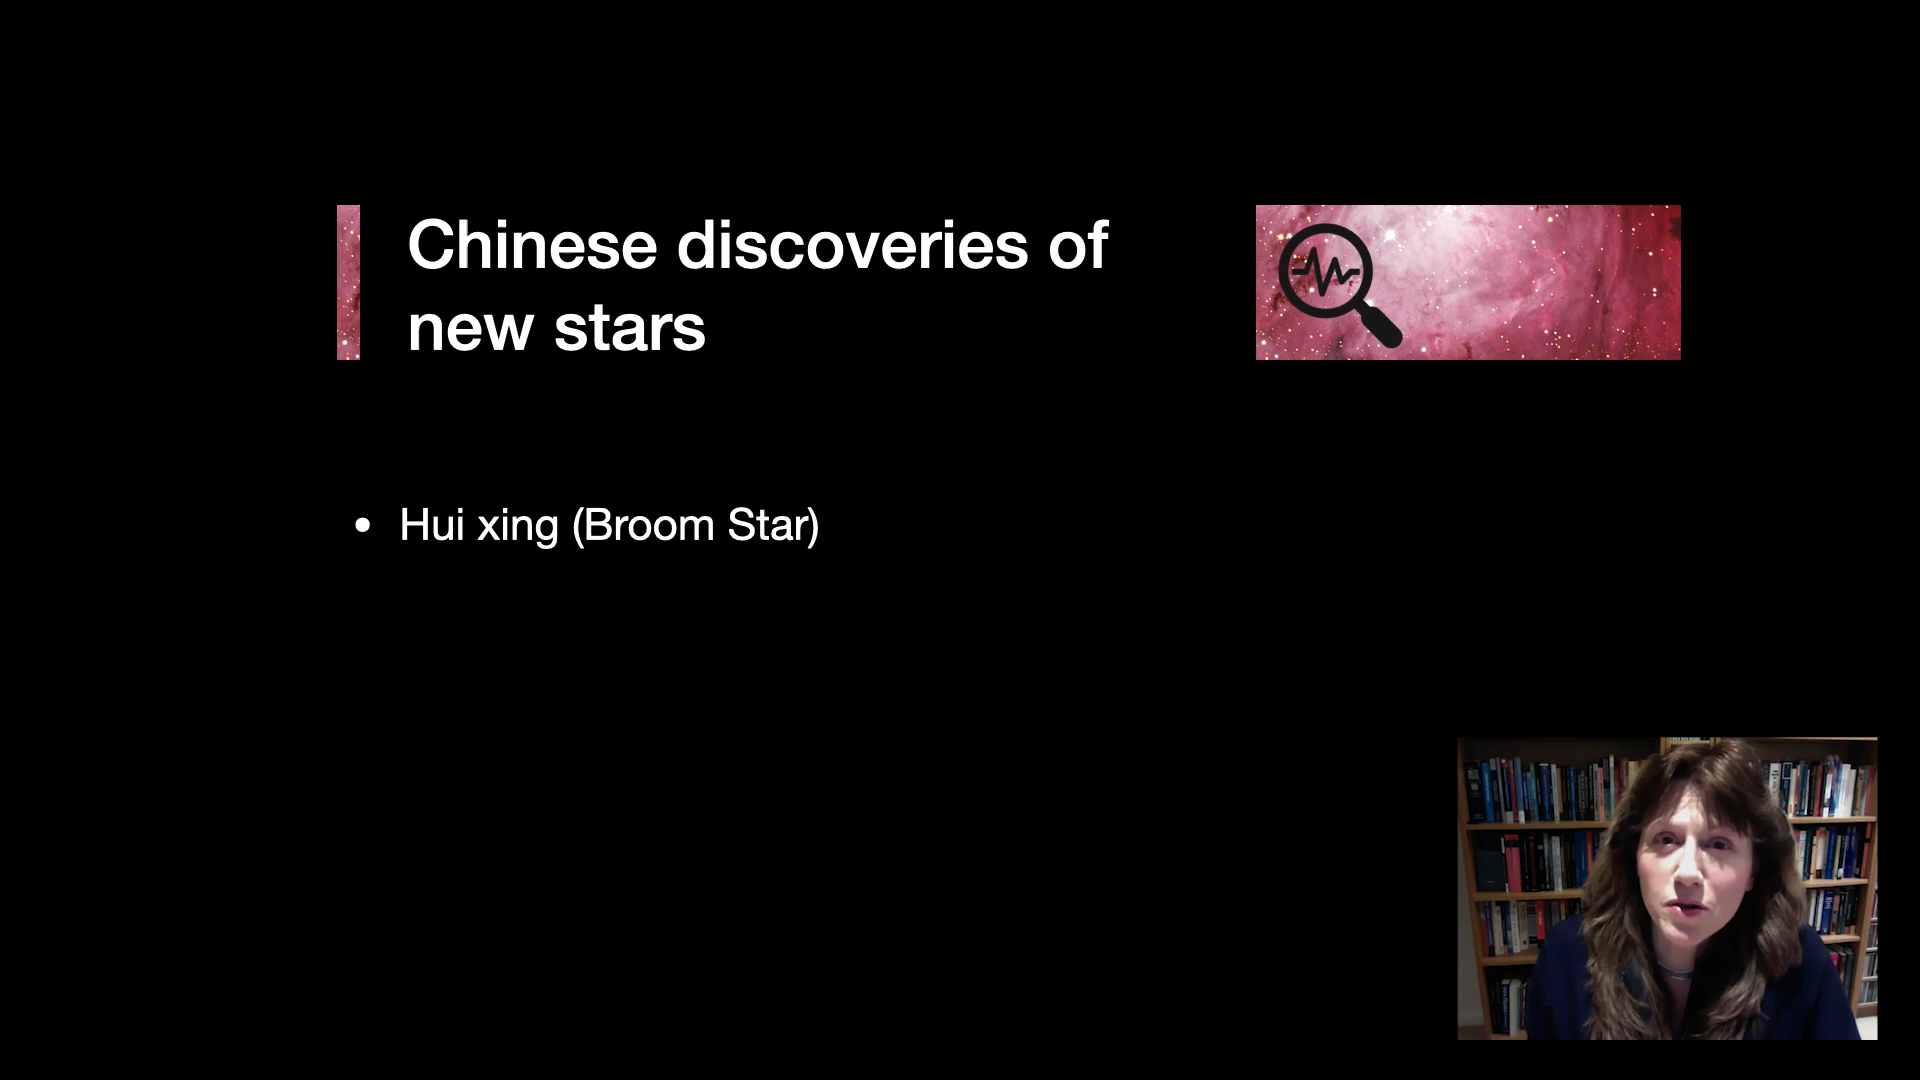 Chinese discoveries of
new stars
• Hui xing (Broom Star)